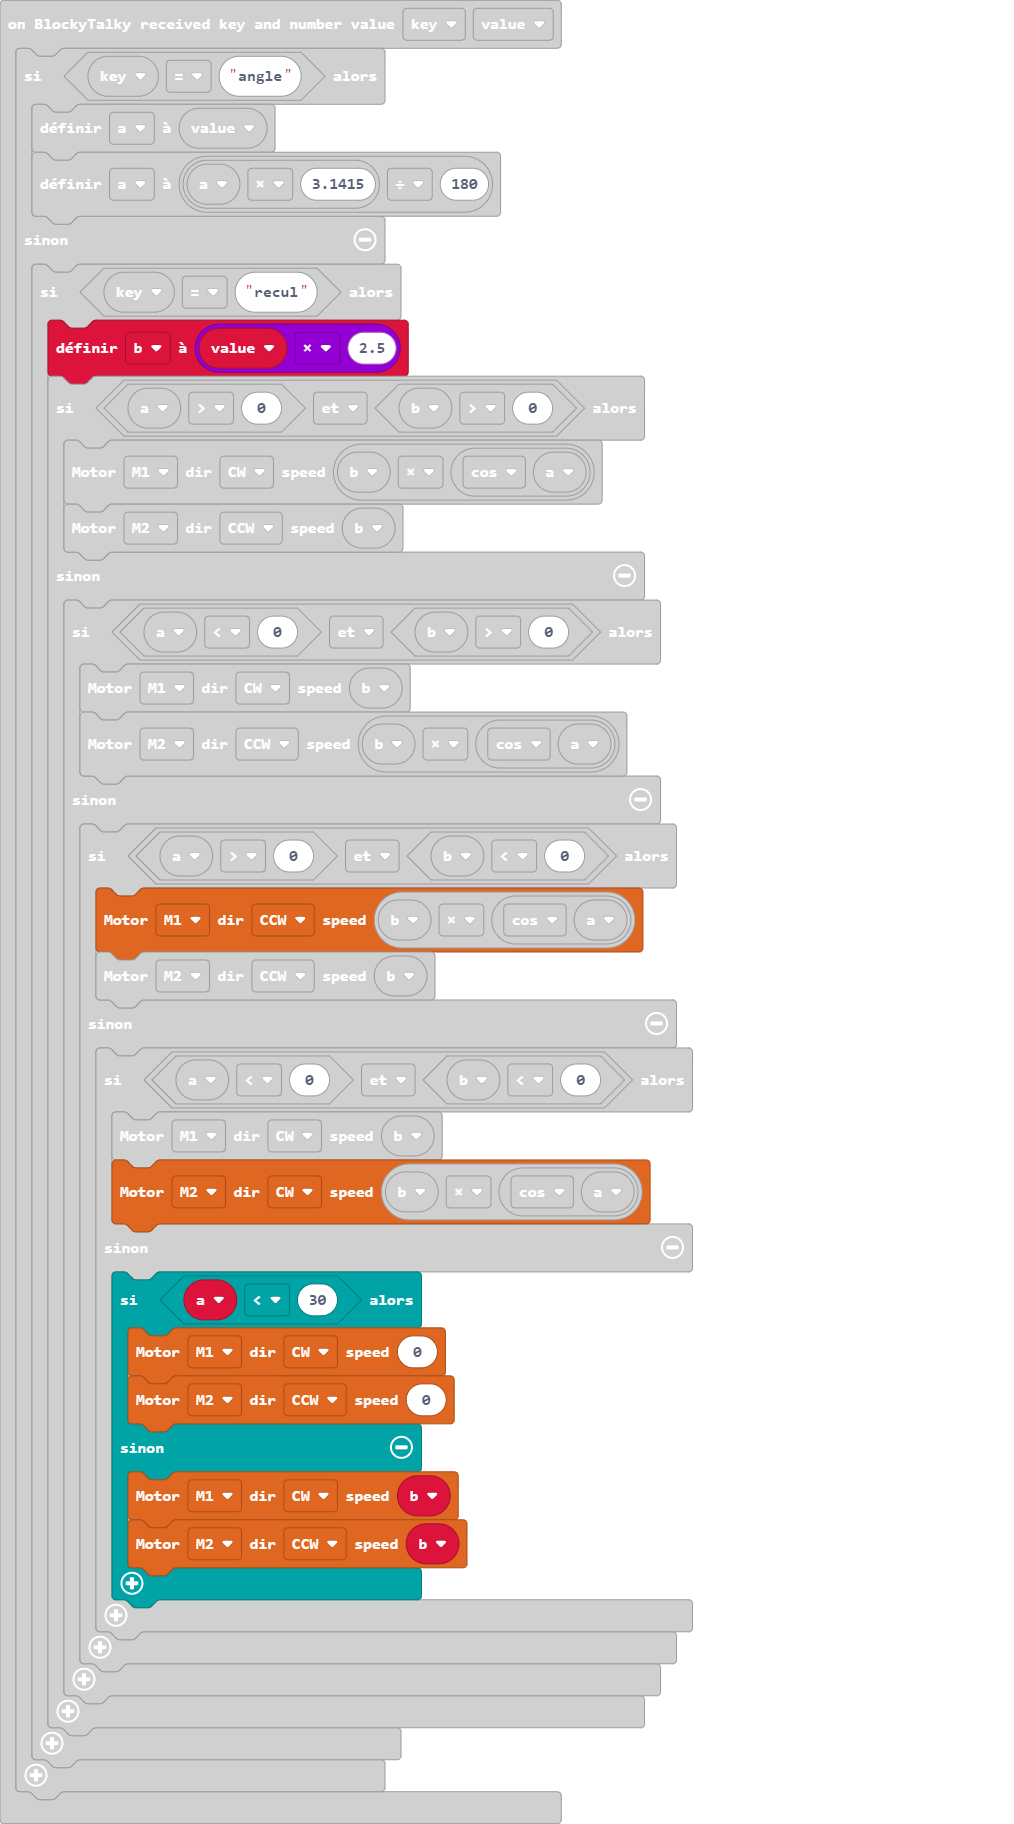 on BlockyTalky received key and number value key value
si key = "angle" alors
définir a à value
définir a à a × 3.1415 ÷ 180
sinon
si key = "recul" alors
définir b à value × 2.5
si a > 0 et b > 0 alors
Motor M1 dir CW speed b × cos a
Motor M2 dir CCW speed b
sinon
si a < 0 et b > 0 alors
Motor M1 dir CW speed b
Motor M2 dir CCW speed b × cos a
sinon
si a > 0 et b < 0 alors
Motor M1 dir CCW speed b × cos a
Motor M2 dir CCW speed b
sinon
si a < 0 et b < 0 alors
Motor M1 dir CW speed b
Motor M2 dir CW speed b × cos a
sinon
si a < 30 alors
Motor M1 dir CW speed 0
Motor M2 dir CCW speed 0
sinon
Motor M1 dir CW speed b
Motor M2 dir CCW speed b